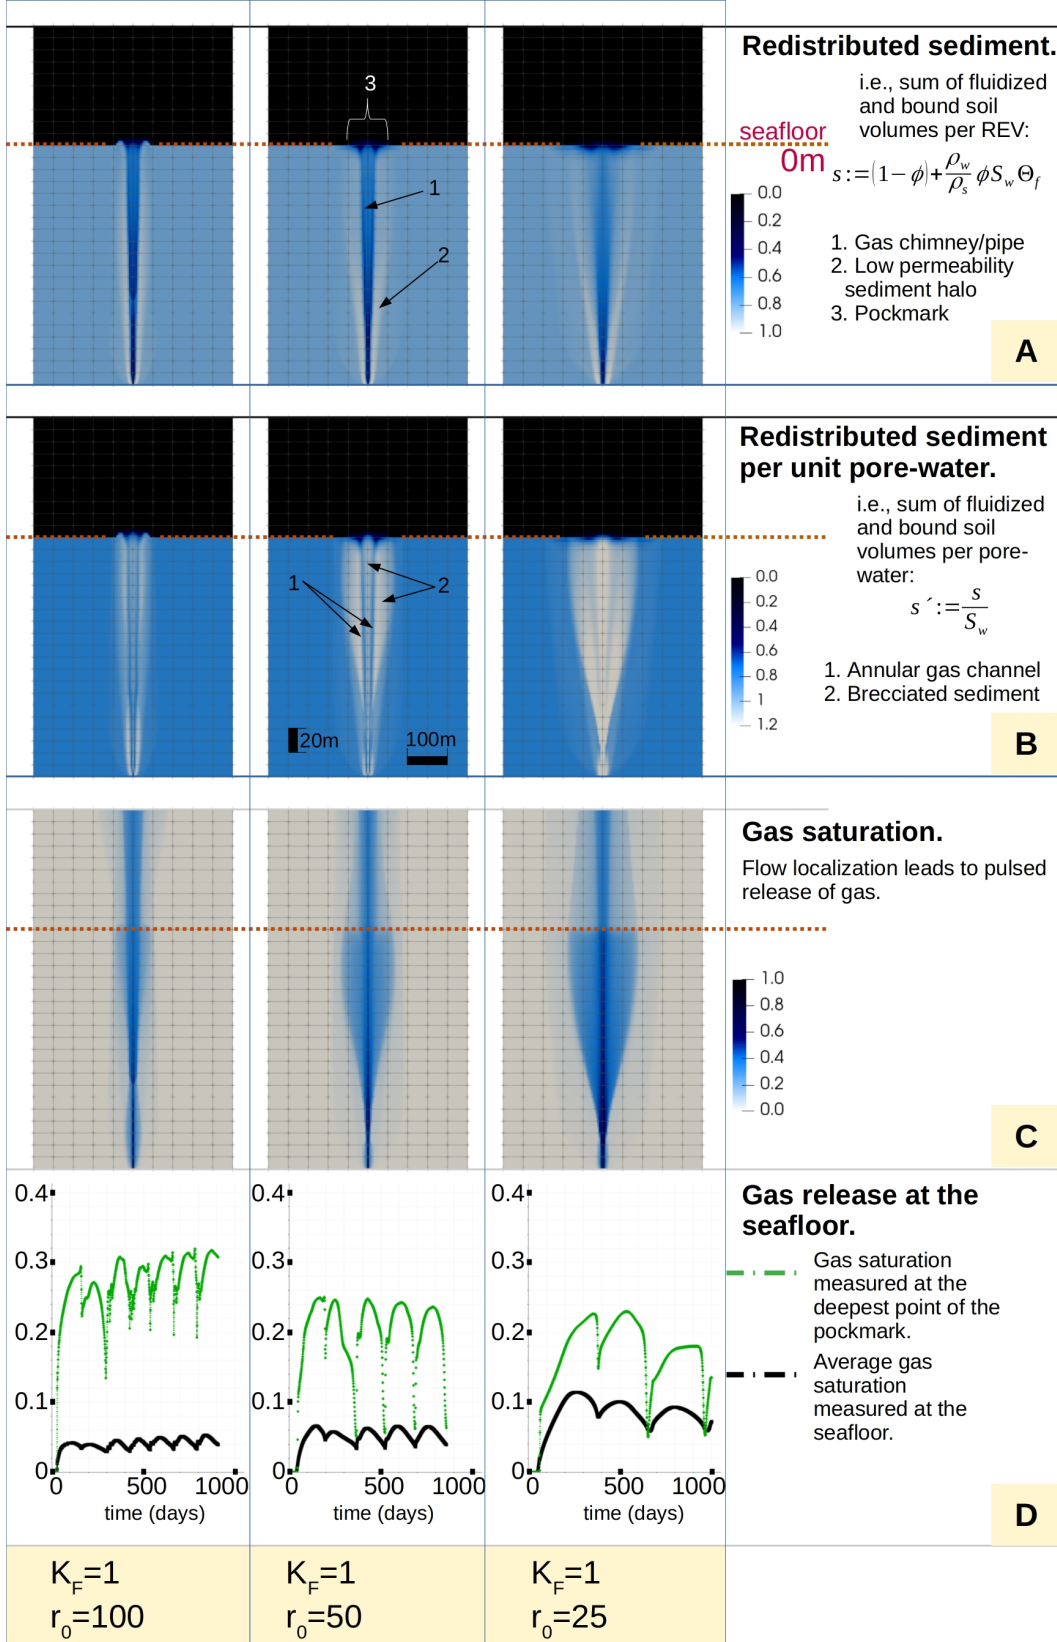 Redistributed sediment.
i.e., sum of fluidized
and bound soil
volumes per REV:
s:=(1−ϕ)+ρw/ρs ϕSwΘf
seafloor
0m
0.0
0.2
0.4
0.6
0.8
1.0
1. Gas chimney/pipe
2. Low permeability
sediment halo
3. Pockmark
3
1
2
A
Redistributed sediment
per unit pore-water.
i.e., sum of fluidized
and bound soil
volumes per pore-
water:
s´:=s/Sw
0.0
0.2
0.4
0.6
0.8
1
1.2
1. Annular gas channel
2. Brecciated sediment
1
2
20m
100m
B
Gas saturation.
Flow localization leads to pulsed
release of gas.
1.0
0.8
0.6
0.4
0.2
0.0
C
Gas release at the
seafloor.
Gas saturation
measured at the
deepest point of the
pockmark.
Average gas
saturation
measured at the
seafloor.
0.4
0.3
0.2
0.1
0
0 500 1000
time (days)
0.4
0.3
0.2
0.1
0
0 500 1000
time (days)
0.4
0.3
0.2
0.1
0
0 500 1000
time (days)
D
KF=1
r0=100
KF=1
r0=50
KF=1
r0=25